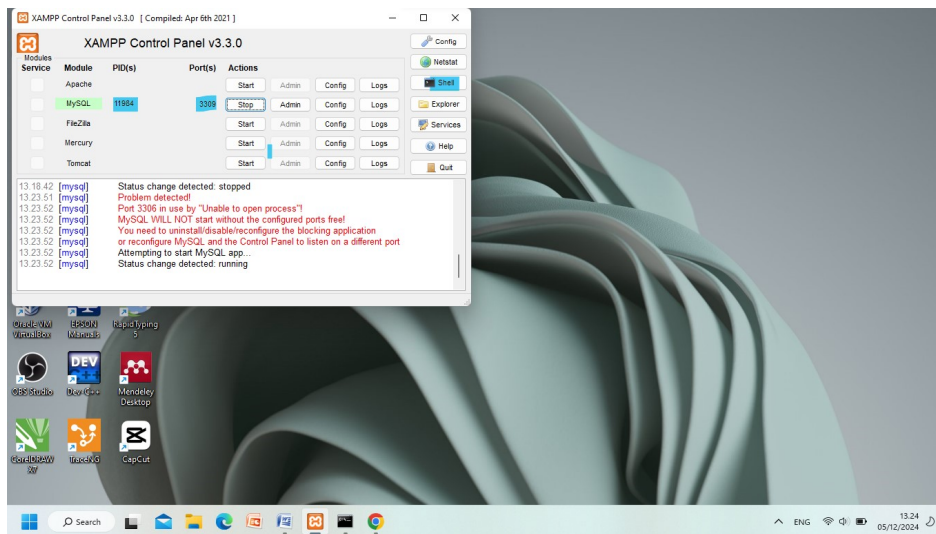 XAMPP Control Panel v3.3.0 [ Compiled: Apr 6th 2021 ]
XAMPP Control Panel v3.3.0
Config
Modules
Service Module PID(s) Port(s) Actions
Netstat
Apache Start Admin Config Logs
Shell
MySQL 11984 3309 Stop Admin Config Logs
Explorer
FileZilla Start Admin Config Logs
Services
Mercury Start Admin Config Logs
Help
Tomcat Start Admin Config Logs
Quit
13.18.42 [mysql] Status change detected: stopped
13.23.51 [mysql] Problem detected!
13.23.52 [mysql] Port 3306 in use by "Unable to open process"!
13.23.52 [mysql] MySQL WILL NOT start without the configured ports free!
13.23.52 [mysql] You need to uninstall/disable/reconfigure the blocking application
13.23.52 [mysql] or reconfigure MySQL and the Control Panel to listen on a different port
13.23.52 [mysql] Attempting to start MySQL app...
13.23.52 [mysql] Status change detected: running
Oracle VM VirtualBox
EPSON Manuals
RapidTyping 5
OBS Studio
DEV
Dev-C++
Mendeley Desktop
CorelDRAW X7
TraceNG
CapCut
Search
ENG
13.24
05/12/2024